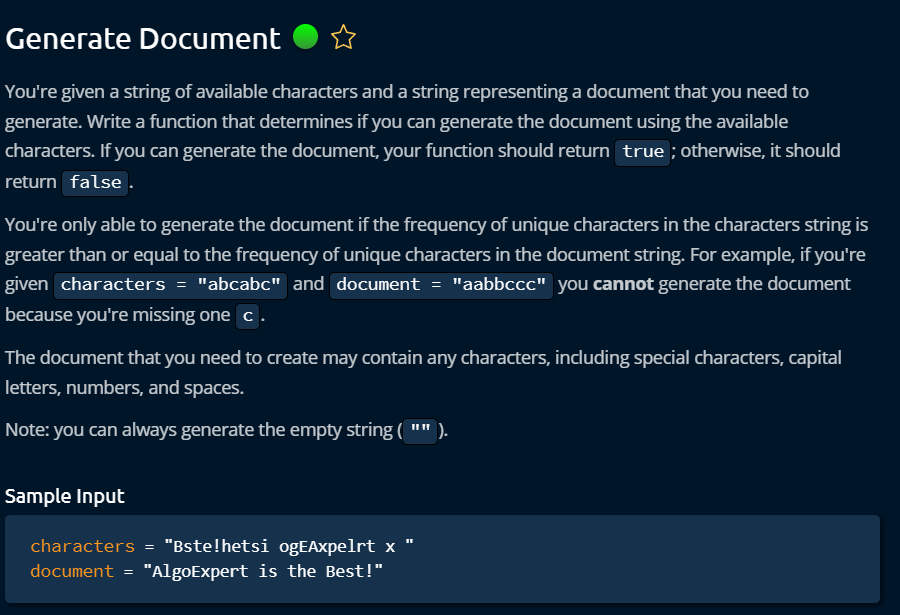 Generate Document
You're given a string of available characters and a string representing a document that you need to
generate. Write a function that determines if you can generate the document using the available
characters. If you can generate the document, your function should return true ; otherwise, it should
return false .
You're only able to generate the document if the frequency of unique characters in the characters string is
greater than or equal to the frequency of unique characters in the document string. For example, if you're
given characters = "abcabc" and document = "aabbccc" you cannot generate the document
because you're missing one c .
The document that you need to create may contain any characters, including special characters, capital
letters, numbers, and spaces.
Note: you can always generate the empty string ( "" ).
Sample Input
characters = "Bste!hetsi ogEAxpelrt x "
document = "AlgoExpert is the Best!"